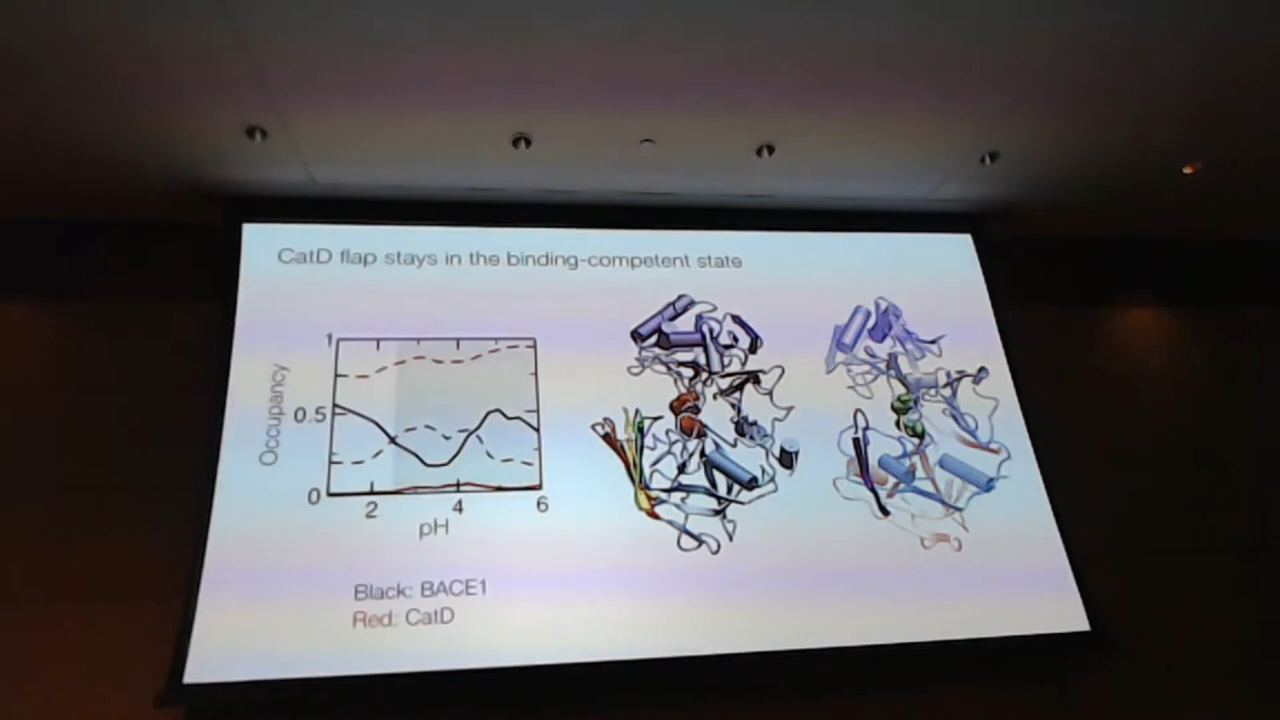 CatD flap stays in the binding-competent state
1
Occupancy
0.5
0
2
4
6
pH
Black: BACE1
Red: CatD